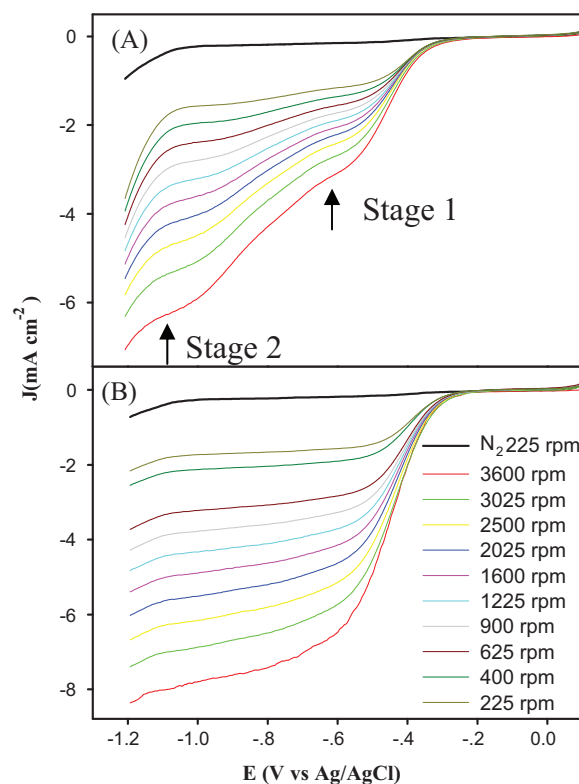 (A)
0
-2
-4
-6
Stage 1
Stage 2
J(mA cm-2)
(B)
0
-2
-4
-6
-8
N2 225 rpm
3600 rpm
3025 rpm
2500 rpm
2025 rpm
1600 rpm
1225 rpm
900 rpm
625 rpm
400 rpm
225 rpm
-1.2 -1.0 -.8 -.6 -.4 -.2 0.0
E (V vs Ag/AgCl)